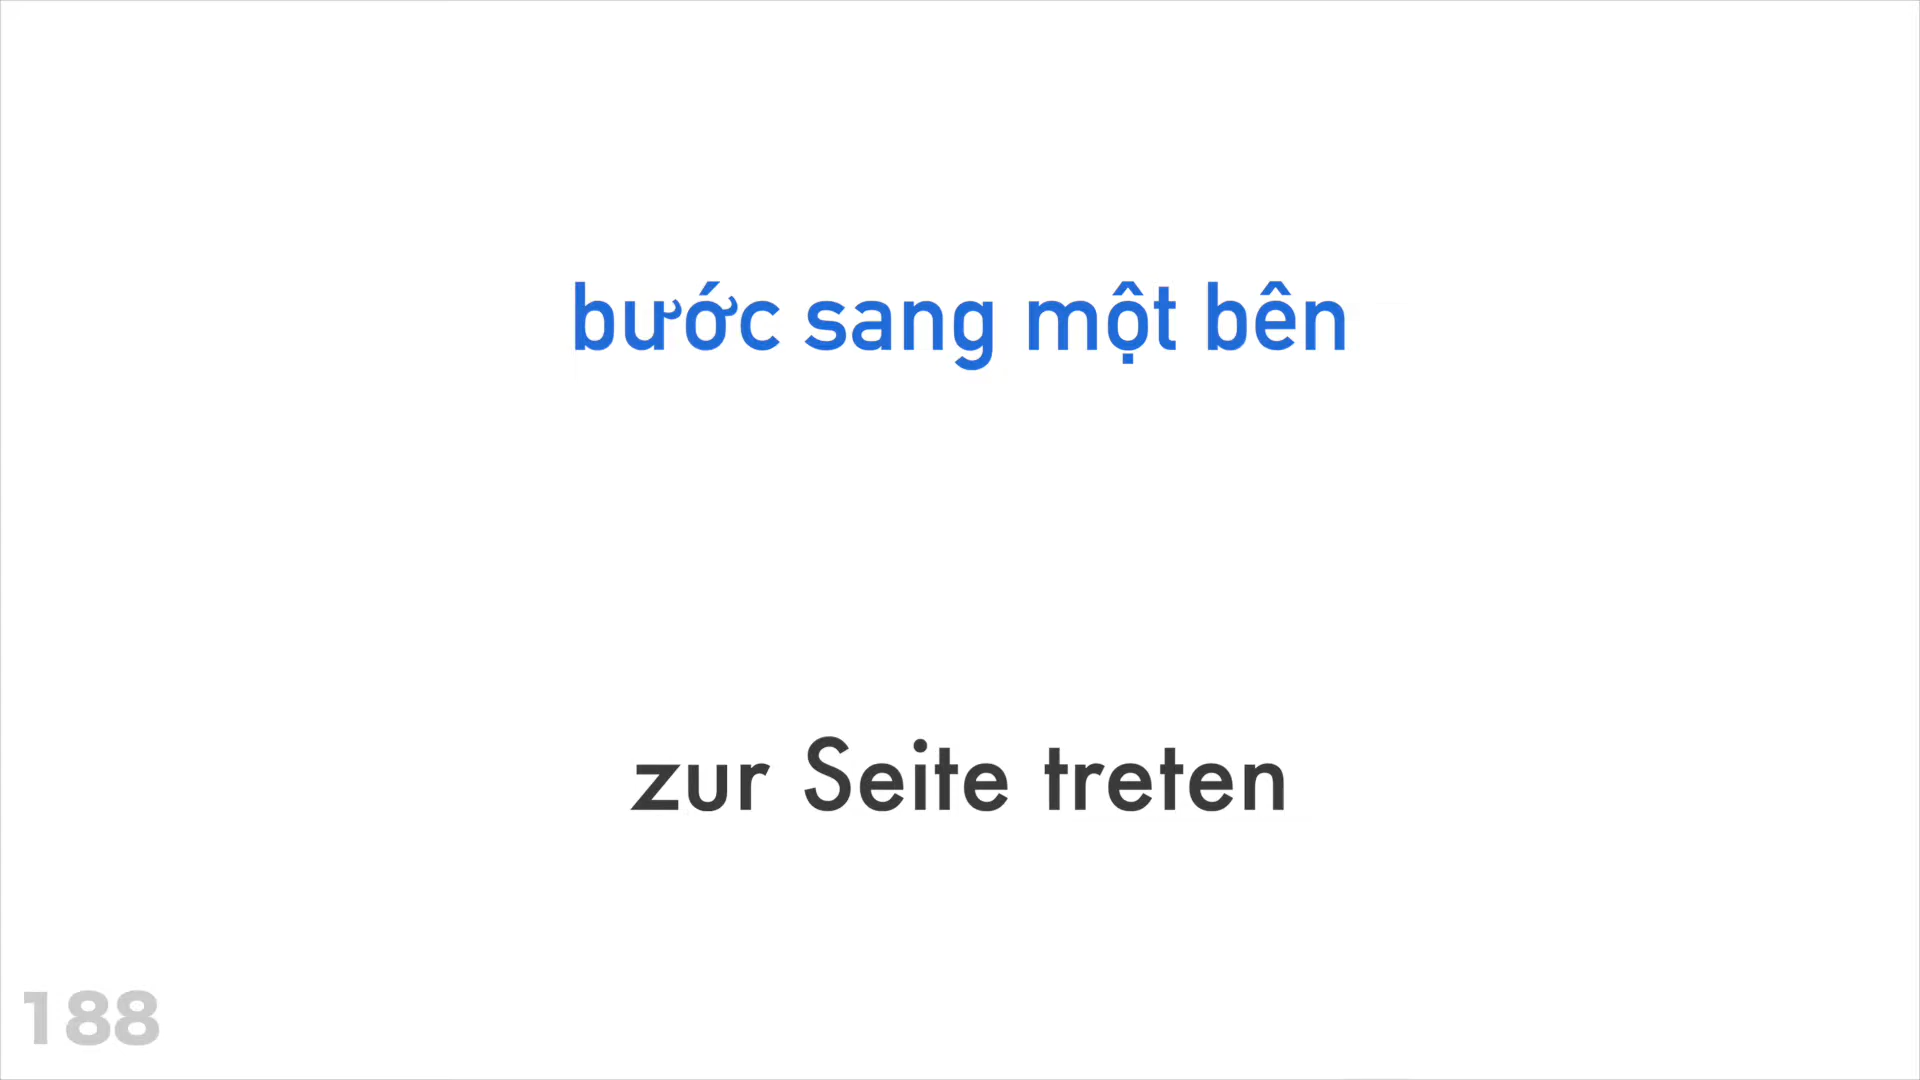 bước sang một bên
zur Seite treten
188